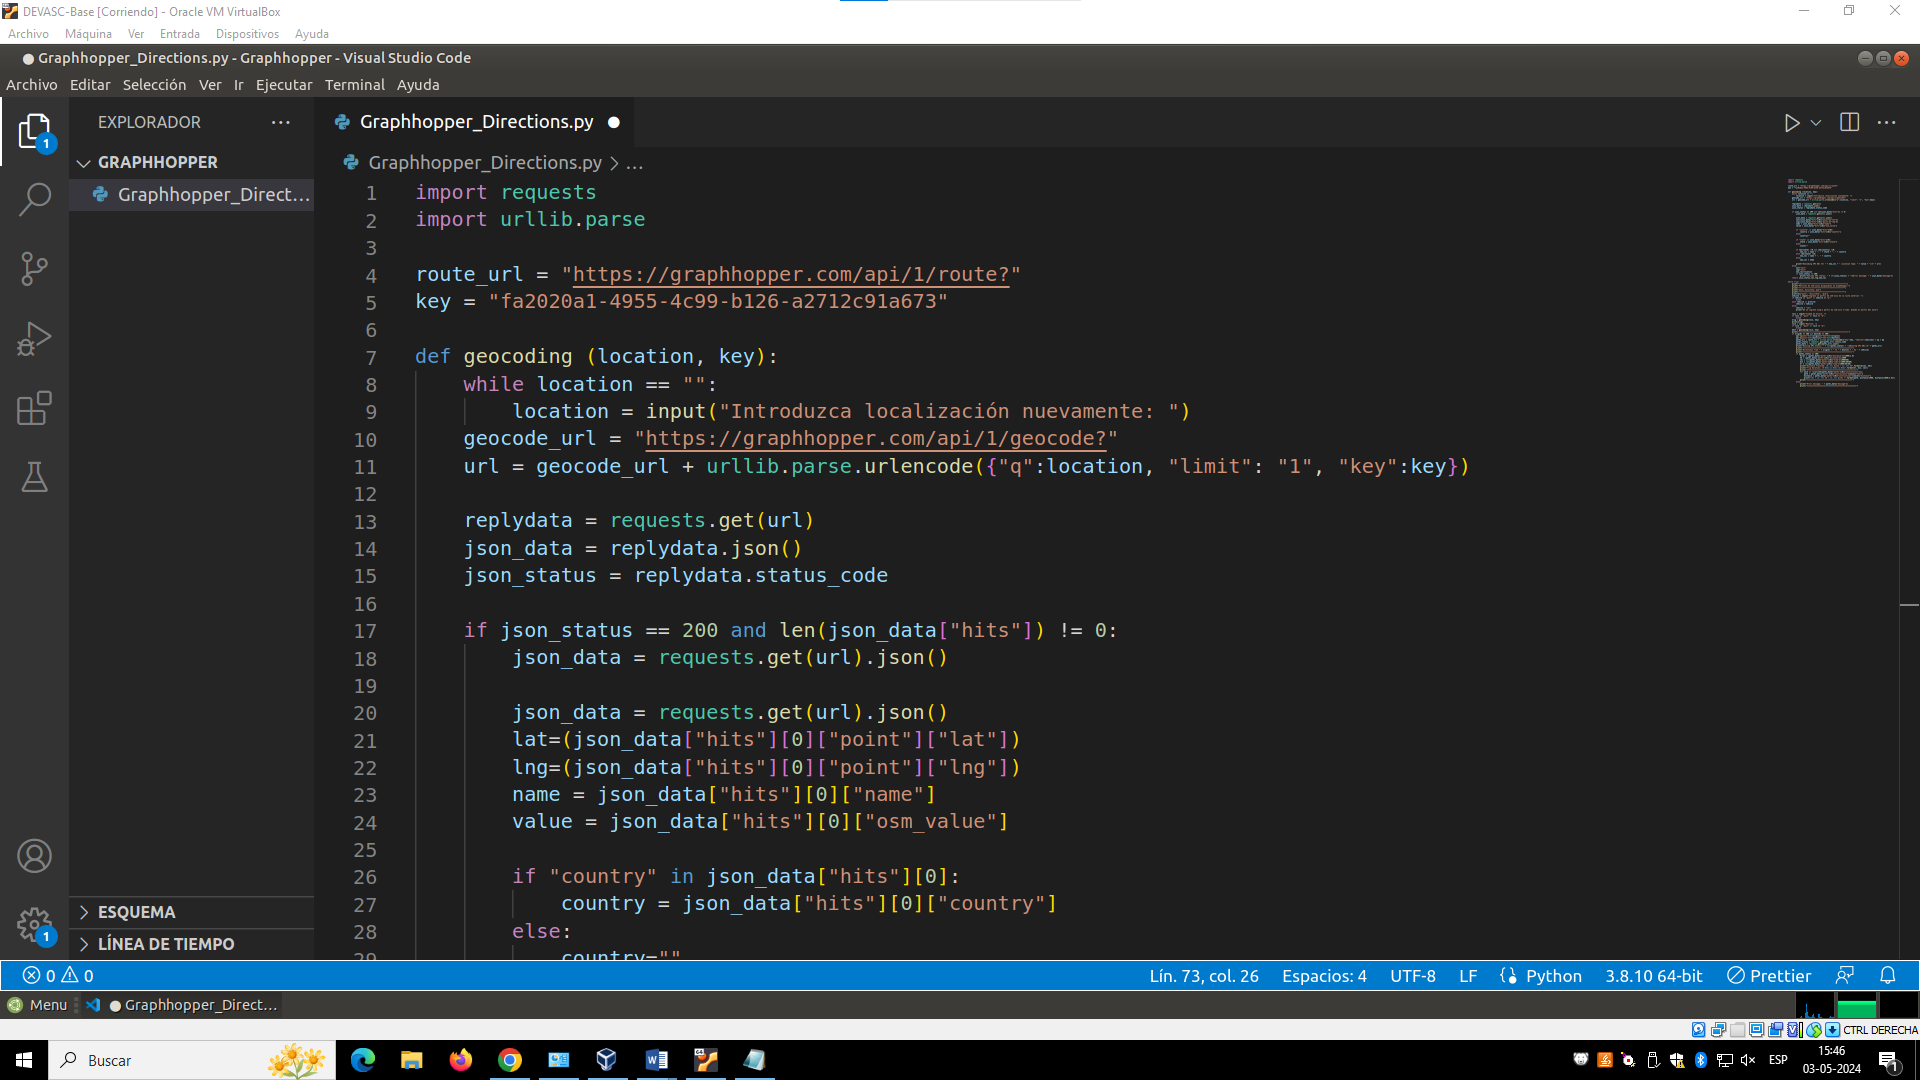 DEVASC-Base [Corriendo] - Oracle VM VirtualBox
Archivo Máquina Ver Entrada Dispositivos Ayuda
● Graphhopper_Directions.py - Graphhopper - Visual Studio Code
Archivo Editar Selección Ver Ir Ejecutar Terminal Ayuda
EXPLORADOR ···
Graphhopper_Directions.py ●
1
GRAPHHOPPER
Graphhopper_Directions.py > ...
Graphhopper_Direct...
1 import requests
2 import urllib.parse
3
4 route_url = "https://graphhopper.com/api/1/route?"
5 key = "fa2020a1-4955-4c99-b126-a2712c91a673"
6
7 def geocoding (location, key):
8     while location == "":
9         location = input("Introduzca localización nuevamente: ")
10     geocode_url = "https://graphhopper.com/api/1/geocode?"
11     url = geocode_url + urllib.parse.urlencode({"q":location, "limit": "1", "key":key})
12
13     replydata = requests.get(url)
14     json_data = replydata.json()
15     json_status = replydata.status_code
16
17     if json_status == 200 and len(json_data["hits"]) != 0:
18         json_data = requests.get(url).json()
19
20         json_data = requests.get(url).json()
21         lat=(json_data["hits"][0]["point"]["lat"])
22         lng=(json_data["hits"][0]["point"]["lng"])
23         name = json_data["hits"][0]["name"]
24         value = json_data["hits"][0]["osm_value"]
25
26         if "country" in json_data["hits"][0]:
27             country = json_data["hits"][0]["country"]
28         else:
29             country=""
1
ESQUEMA
LÍNEA DE TIEMPO
0 0 Lín. 73, col. 26 Espacios: 4 UTF-8 LF Python 3.8.10 64-bit Prettier
Menu ● Graphhopper_Direct...
CTRL DERECHA
Buscar
ESP
15:46
03-05-2024
1